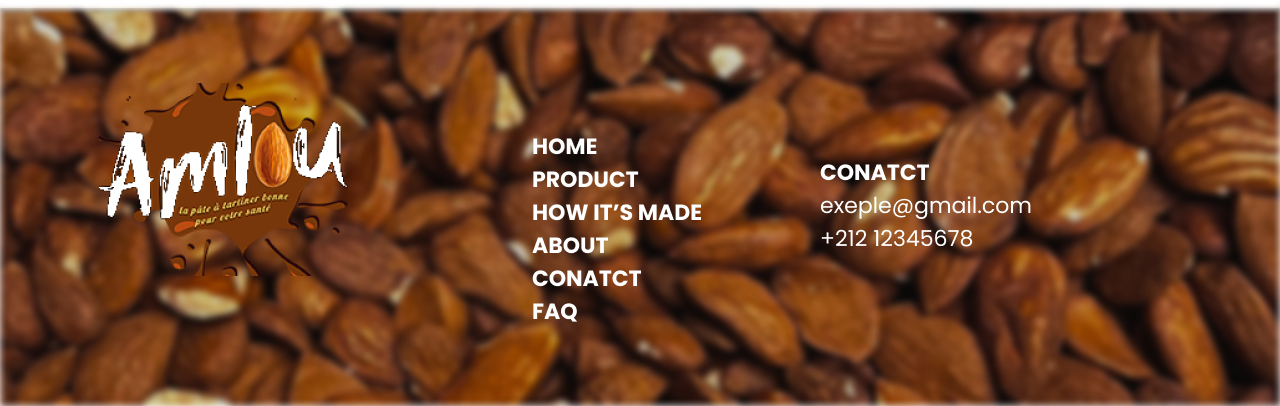 Amlou
la pâte à tartiner bonne
pour votre santé
HOME
PRODUCT
HOW IT’S MADE
ABOUT
CONATCT
FAQ
CONATCT
exeple@gmail.com
+212 12345678